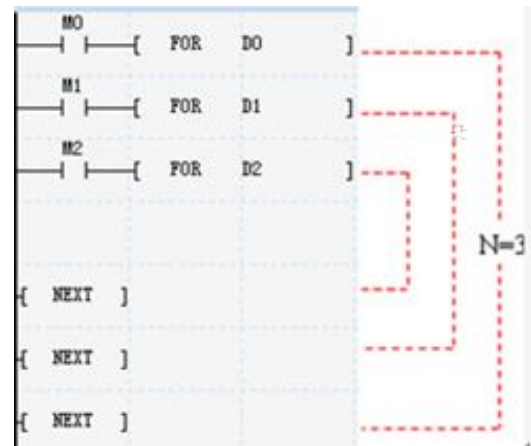 M0
[ FOR D0 ]
M1
[ FOR D1 ]
M2
[ FOR D2 ]
N=3
[ NEXT ]
[ NEXT ]
[ NEXT ]